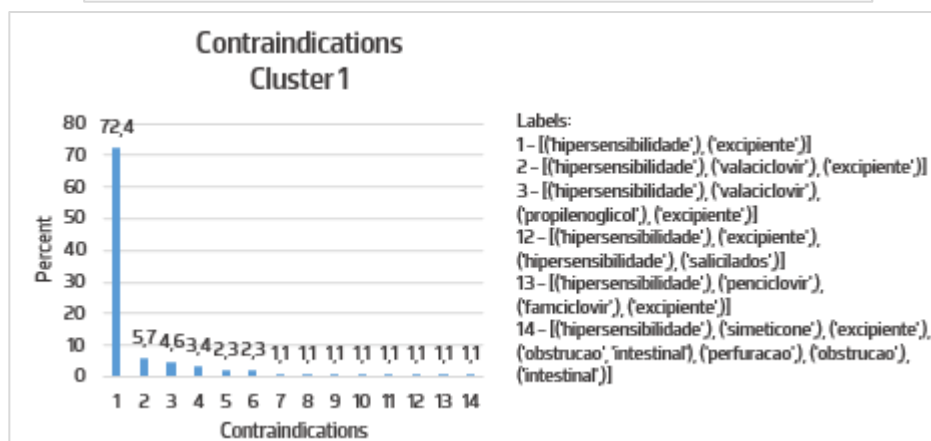 Contraindications
Cluster 1
80
70
60
50
40
30
20
10
0
Percent
72,4
5,7
4,6
3,4
2,3
2,3
1,1
1,1
1,1
1,1
1,1
1,1
1,1
1,1
1 2 3 4 5 6 7 8 9 10 11 12 13 14
Contraindications
Labels:
1 – [('hipersensibilidade',), ('excipiente',)]
2 – [('hipersensibilidade',), ('valaciclovir',), ('excipiente',)]
3 – [('hipersensibilidade',), ('valaciclovir',),
('propilenoglicol',), ('excipiente',)]
12 – [('hipersensibilidade',), ('excipiente',),
('hipersensibilidade',), ('salicilados',)]
13 – [('hipersensibilidade',), ('penciclovir',),
('famciclovir',), ('excipiente',)]
14 – [('hipersensibilidade',), ('simeticone',), ('excipiente',),
('obstrucao', 'intestinal'), ('perfuracao',), ('obstrucao',),
('intestinal',)]